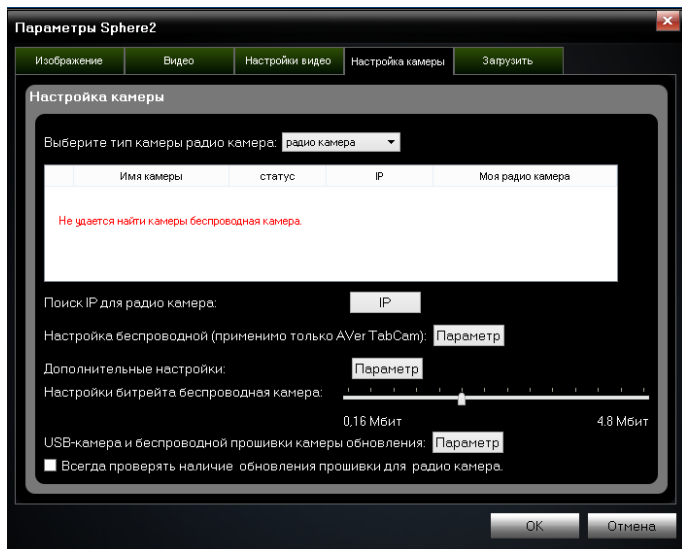 Параметры Sphere2
Изображение Видео Настройки видео Настройка камеры Загрузить
Настройка камеры
Выберите тип камеры радио камера: радио камера
Имя камеры статус IP Моя радио камера
Не удается найти камеры беспроводная камера.
Поиск IP для радио камера: IP
Настройка беспроводной (применимо только AVer TabCam): Параметр
Дополнительные настройки: Параметр
Настройки битрейта беспроводная камера:
0,16 Мбит 4.8 Мбит
USB-камера и беспроводной прошивки камеры обновления: Параметр
Всегда проверять наличие обновления прошивки для радио камера.
OK Отмена